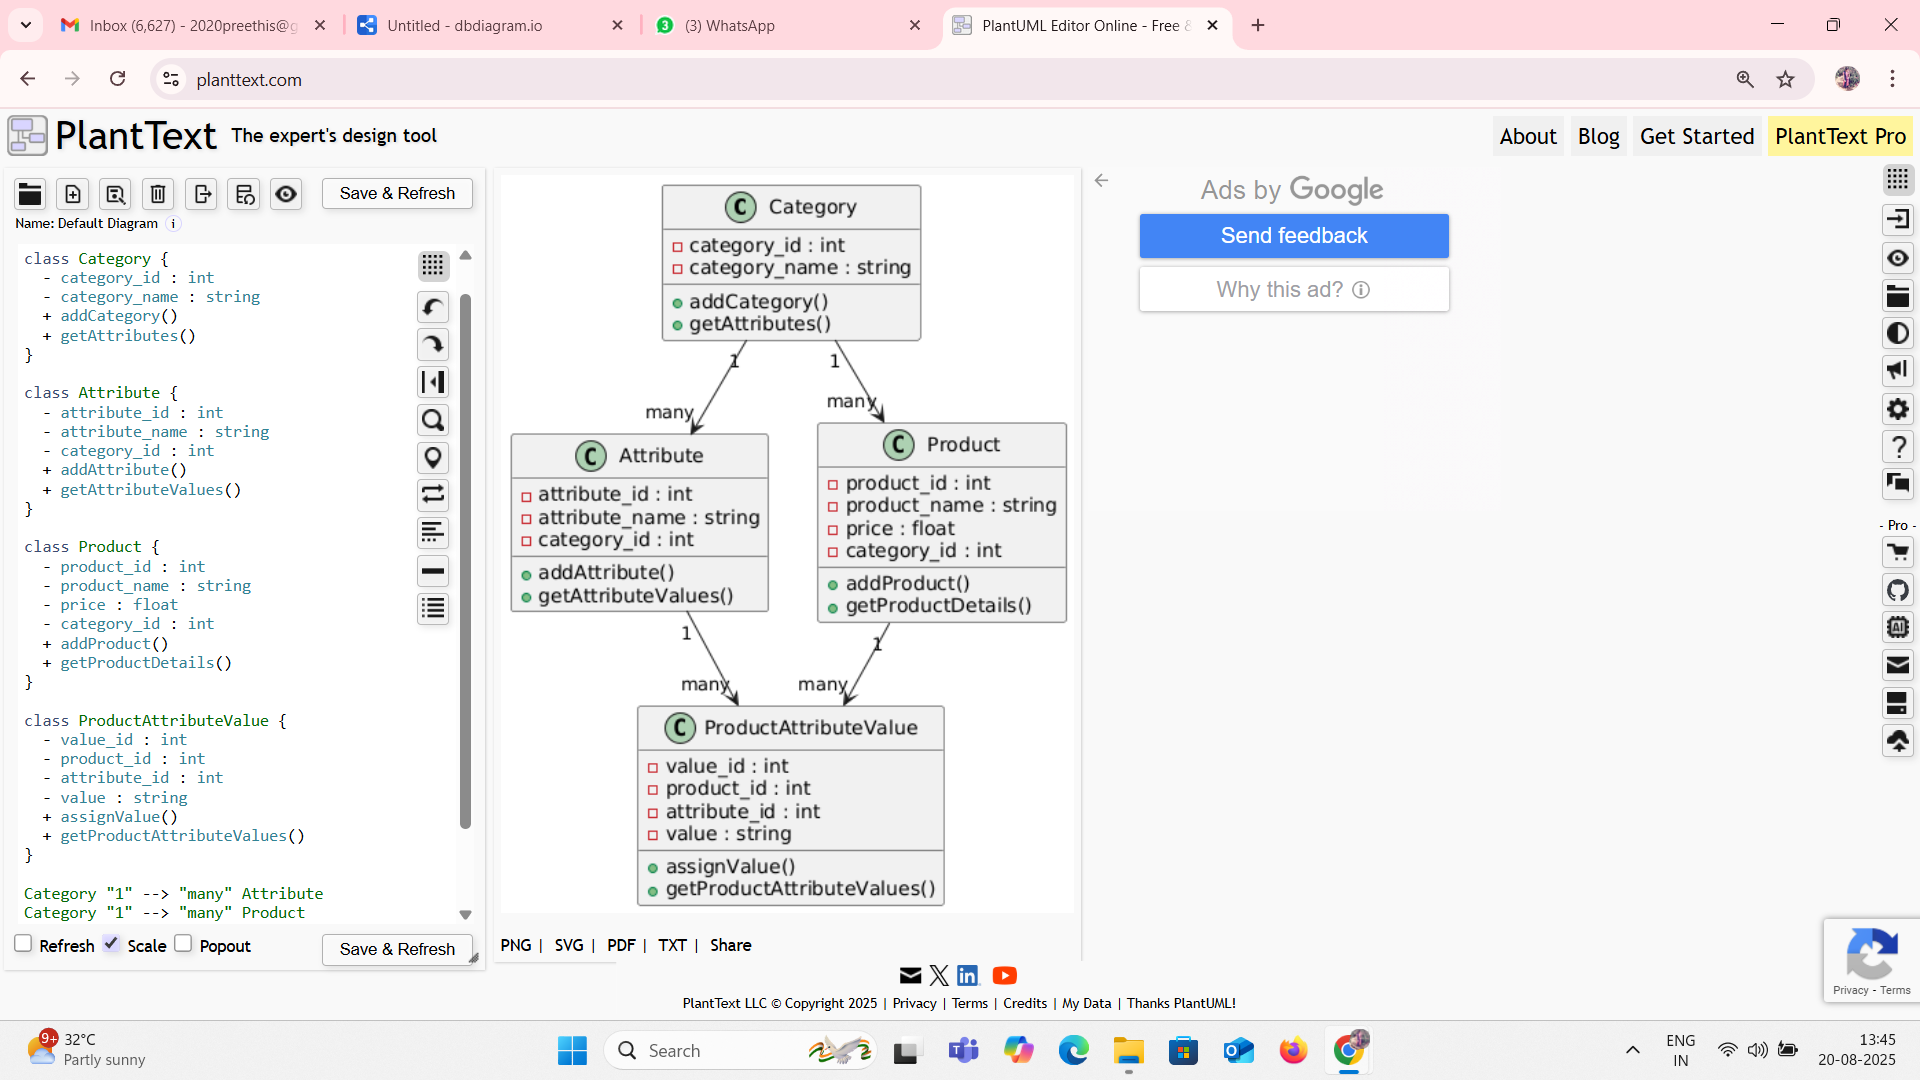 Inbox (6,627) - 2020preethis@g
Untitled - dbdiagram.io
3
(3) WhatsApp
PlantUML Editor Online - Free &
planttext.com
PlantText
The expert's design tool
About
Blog
Get Started
PlantText Pro
Save & Refresh
Name: Default Diagram
class Category {
- category_id : int
- category_name : string
+ addCategory()
+ getAttributes()
}
class Attribute {
- attribute_id : int
- attribute_name : string
- category_id : int
+ addAttribute()
+ getAttributeValues()
}
class Product {
- product_id : int
- product_name : string
- price : float
- category_id : int
+ addProduct()
+ getProductDetails()
}
class ProductAttributeValue {
- value_id : int
- product_id : int
- attribute_id : int
- value : string
+ assignValue()
+ getProductAttributeValues()
}
Category "1" --> "many" Attribute
Category "1" --> "many" Product
Refresh
Scale
Popout
Save & Refresh
C Category
category_id : int
category_name : string
addCategory()
getAttributes()
1
1
many
many
C Attribute
attribute_id : int
attribute_name : string
category_id : int
addAttribute()
getAttributeValues()
C Product
product_id : int
product_name : string
price : float
category_id : int
addProduct()
getProductDetails()
1
1
many
many
C ProductAttributeValue
value_id : int
product_id : int
attribute_id : int
value : string
assignValue()
getProductAttributeValues()
PNG | SVG | PDF | TXT | Share
Ads by Google
Send feedback
Why this ad?
- Pro -
AI
Privacy - Terms
PlantText LLC © Copyright 2025 | Privacy | Terms | Credits | My Data | Thanks PlantUML!
9+
32°C
Partly sunny
Search
ENG
IN
13:45
20-08-2025